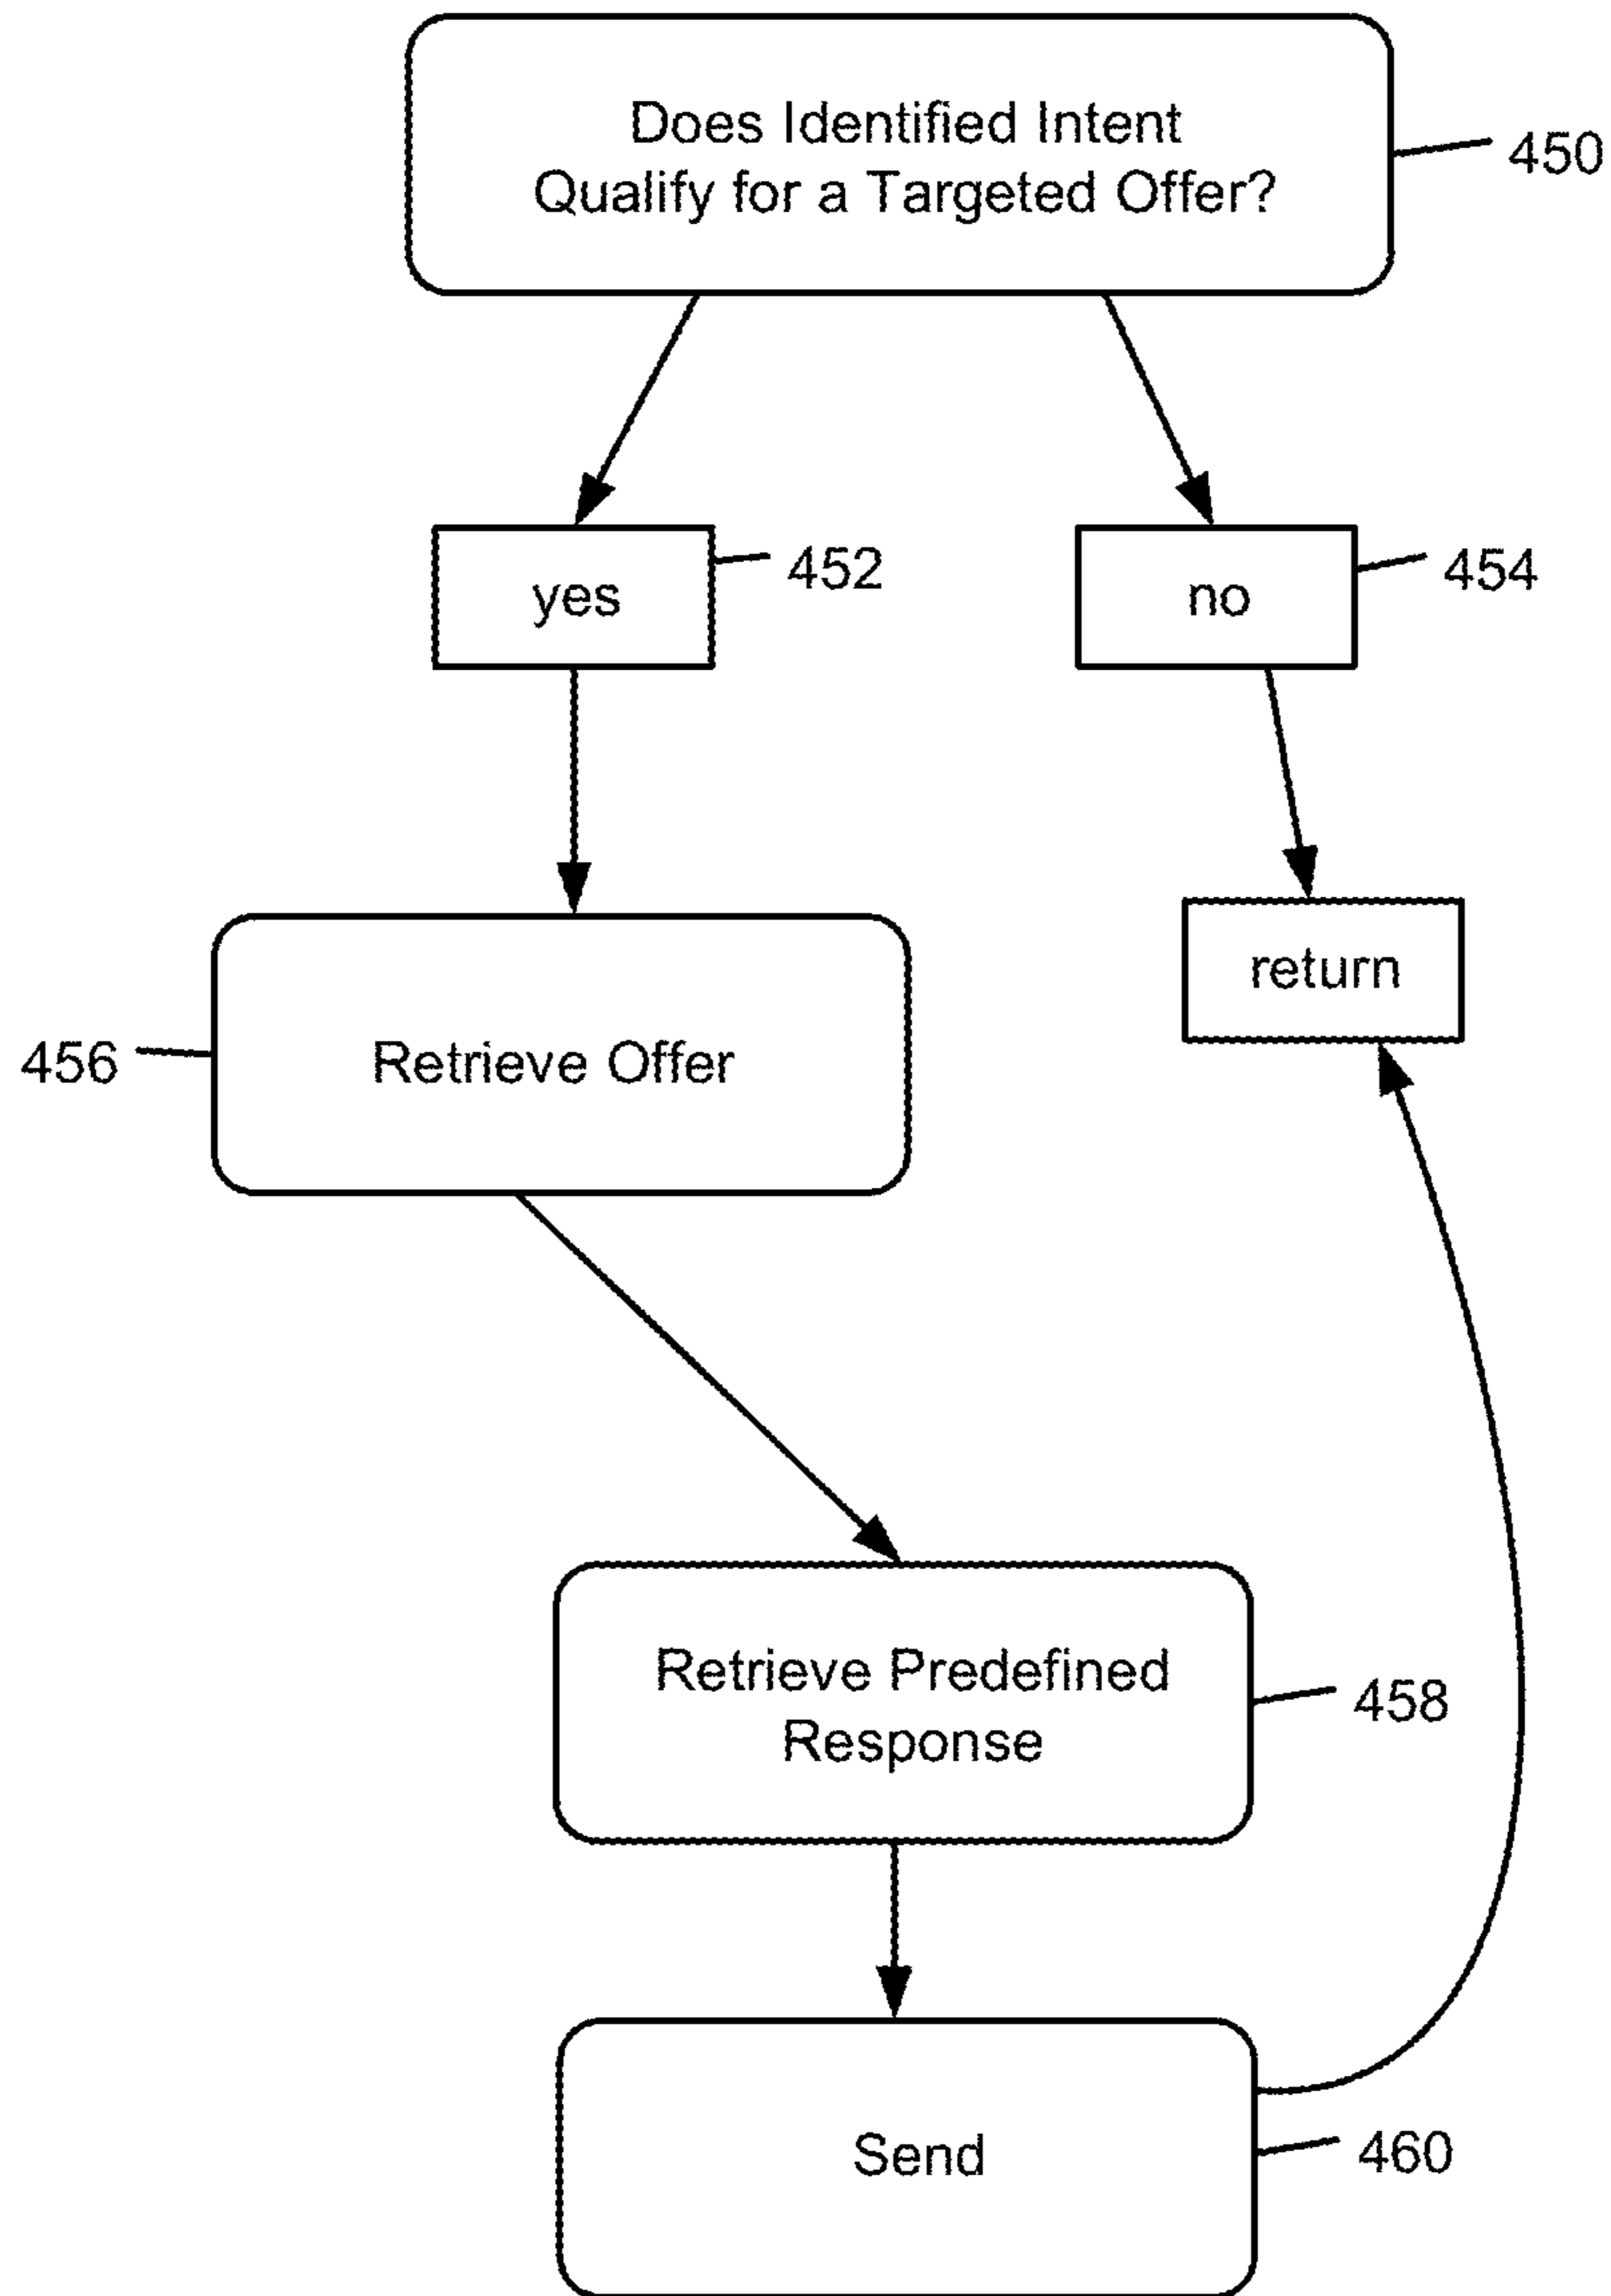 Does Identified Intent
Qualify for a Targeted Offer?
450
yes
452
no
454
return
456
Retrieve Offer
Retrieve Predefined
Response
458
Send
460